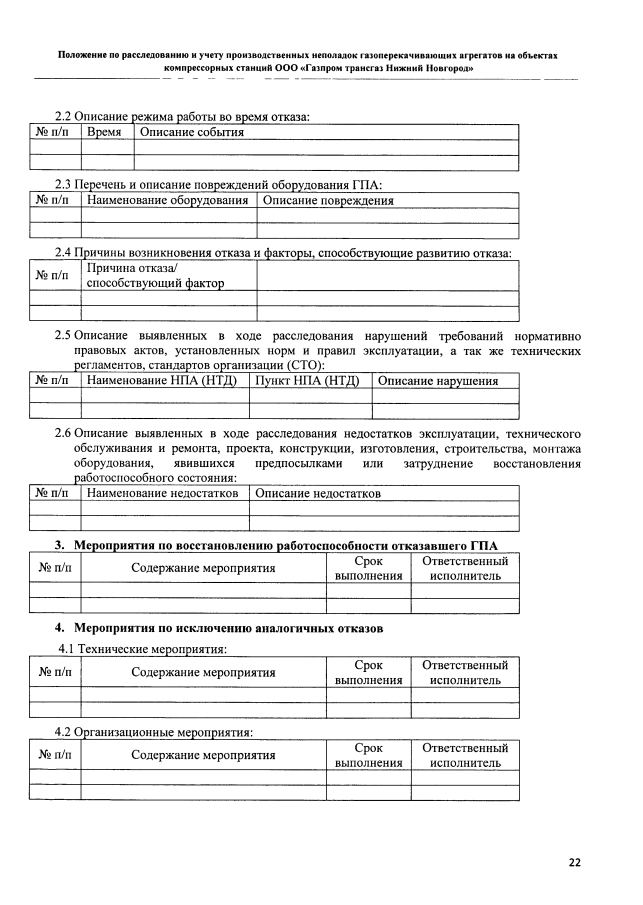 Положение по расследованию и учету производственных неполадок газоперекачивающих агрегатов на объектах
компрессорных станций ООО «Газпром трансгаз Нижний Новгород»
2.2 Описание режима работы во время отказа:
№ п/п Время Описание события
2.3 Перечень и описание повреждений оборудования ГПА:
№ п/п Наименование оборудования Описание повреждения
2.4 Причины возникновения отказа и факторы, способствующие развитию отказа:
№ п/п Причина отказа/
способствующий фактор
2.5 Описание выявленных в ходе расследования нарушений требований нормативно
правовых актов, установленных норм и правил эксплуатации, а так же технических
регламентов, стандартов организации (СТО):
№ п/п Наименование НПА (НТД) Пункт НПА (НТД) Описание нарушения
2.6 Описание выявленных в ходе расследования недостатков эксплуатации, технического
обслуживания и ремонта, проекта, конструкции, изготовления, строительства, монтажа
оборудования, явившихся предпосылками или затруднение восстановления
работоспособного состояния:
№ п/п Наименование недостатков Описание недостатков
3. Мероприятия по восстановлению работоспособности отказавшего ГПА
№ п/п Содержание мероприятия Срок выполнения Ответственный исполнитель
4. Мероприятия по исключению аналогичных отказов
4.1 Технические мероприятия:
№ п/п Содержание мероприятия Срок выполнения Ответственный исполнитель
4.2 Организационные мероприятия:
№ п/п Содержание мероприятия Срок выполнения Ответственный исполнитель
22